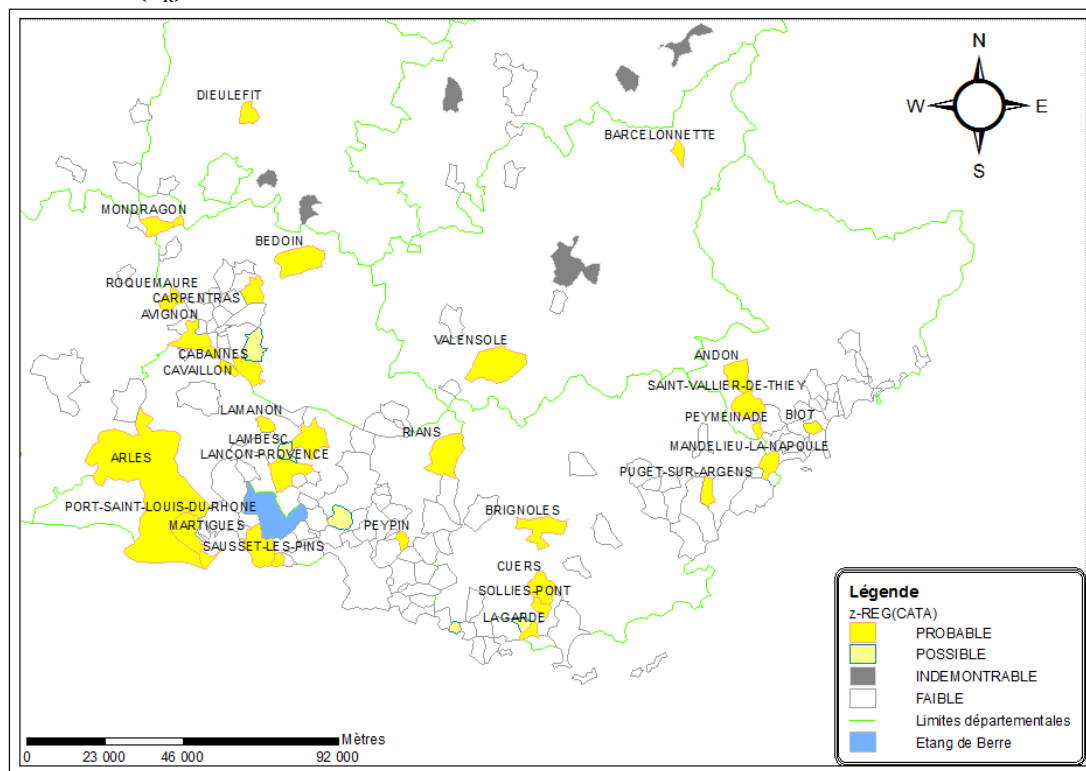 N
W
E
S
DIEULEFIT
BARCELONNETTE
MONDRAGON
BEDOIN
ROQUEMAURE
CARPENTRAS
AVIGNON
CABANNES
CAVAILLON
VALENSOLE
ANDON
SAINT-VALLIER-DE-THIEY
PEYMEINADE
BIOT
LAMANON
LAMBESC
RIANS
MANDELIEU-LA-NAPOULE
LANCON-PROVENCE
ARLES
PUGET-SUR-ARGENS
PORT-SAINT-LOUIS-DU-RHONE
BRIGNOLES
MARTIGUES
PEYPIN
SAUSSET-LES-PINS
CUERS
SOLLIES-PONT
LAGARDE
Légende
z-REG(CATA)
PROBABLE
POSSIBLE
INDEMONTRABLE
FAIBLE
Limites départementales
Etang de Berre
Mètres
0 23 000 46 000 92 000